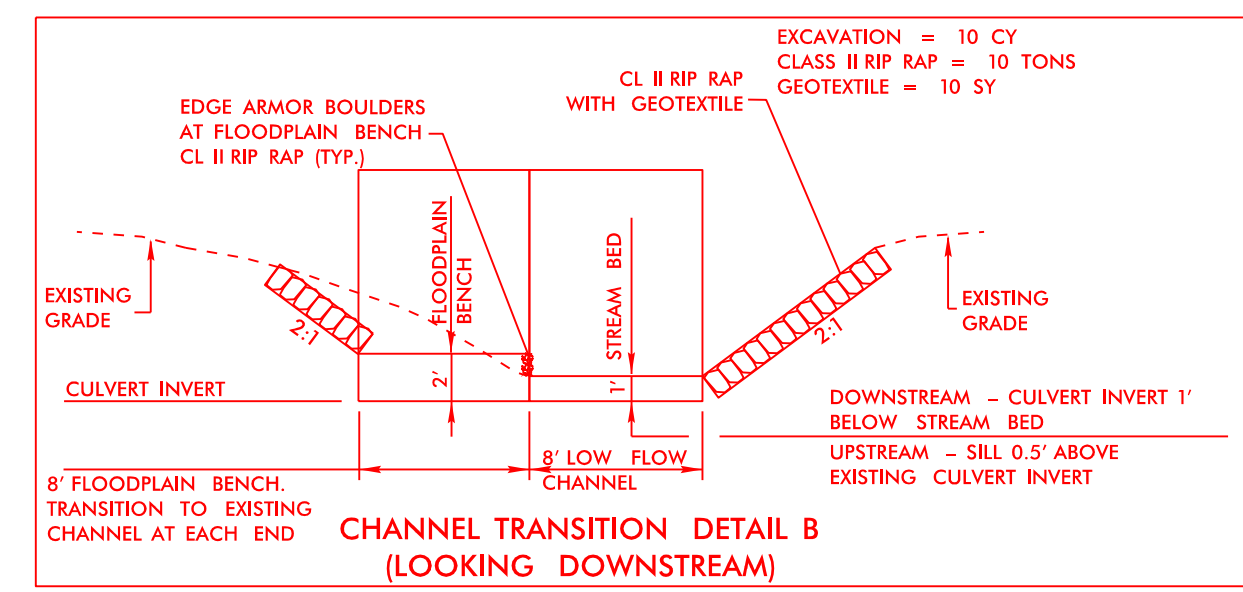 EXCAVATION = 10 CY
CLASS II RIP RAP = 10 TONS
GEOTEXTILE = 10 SY
CL II RIP RAP
WITH GEOTEXTILE
EDGE ARMOR BOULDERS
AT FLOODPLAIN BENCH
CL II RIP RAP (TYP.)
FLOODPLAIN
BENCH
STREAM BED
EXISTING
GRADE
2:1
2:1
EXISTING
GRADE
CULVERT INVERT
2'
1'
DOWNSTREAM - CULVERT INVERT 1'
BELOW STREAM BED
UPSTREAM - SILL 0.5' ABOVE
EXISTING CULVERT INVERT
8' LOW FLOW
CHANNEL
8' FLOODPLAIN BENCH.
TRANSITION TO EXISTING
CHANNEL AT EACH END
CHANNEL TRANSITION DETAIL B
(LOOKING DOWNSTREAM)